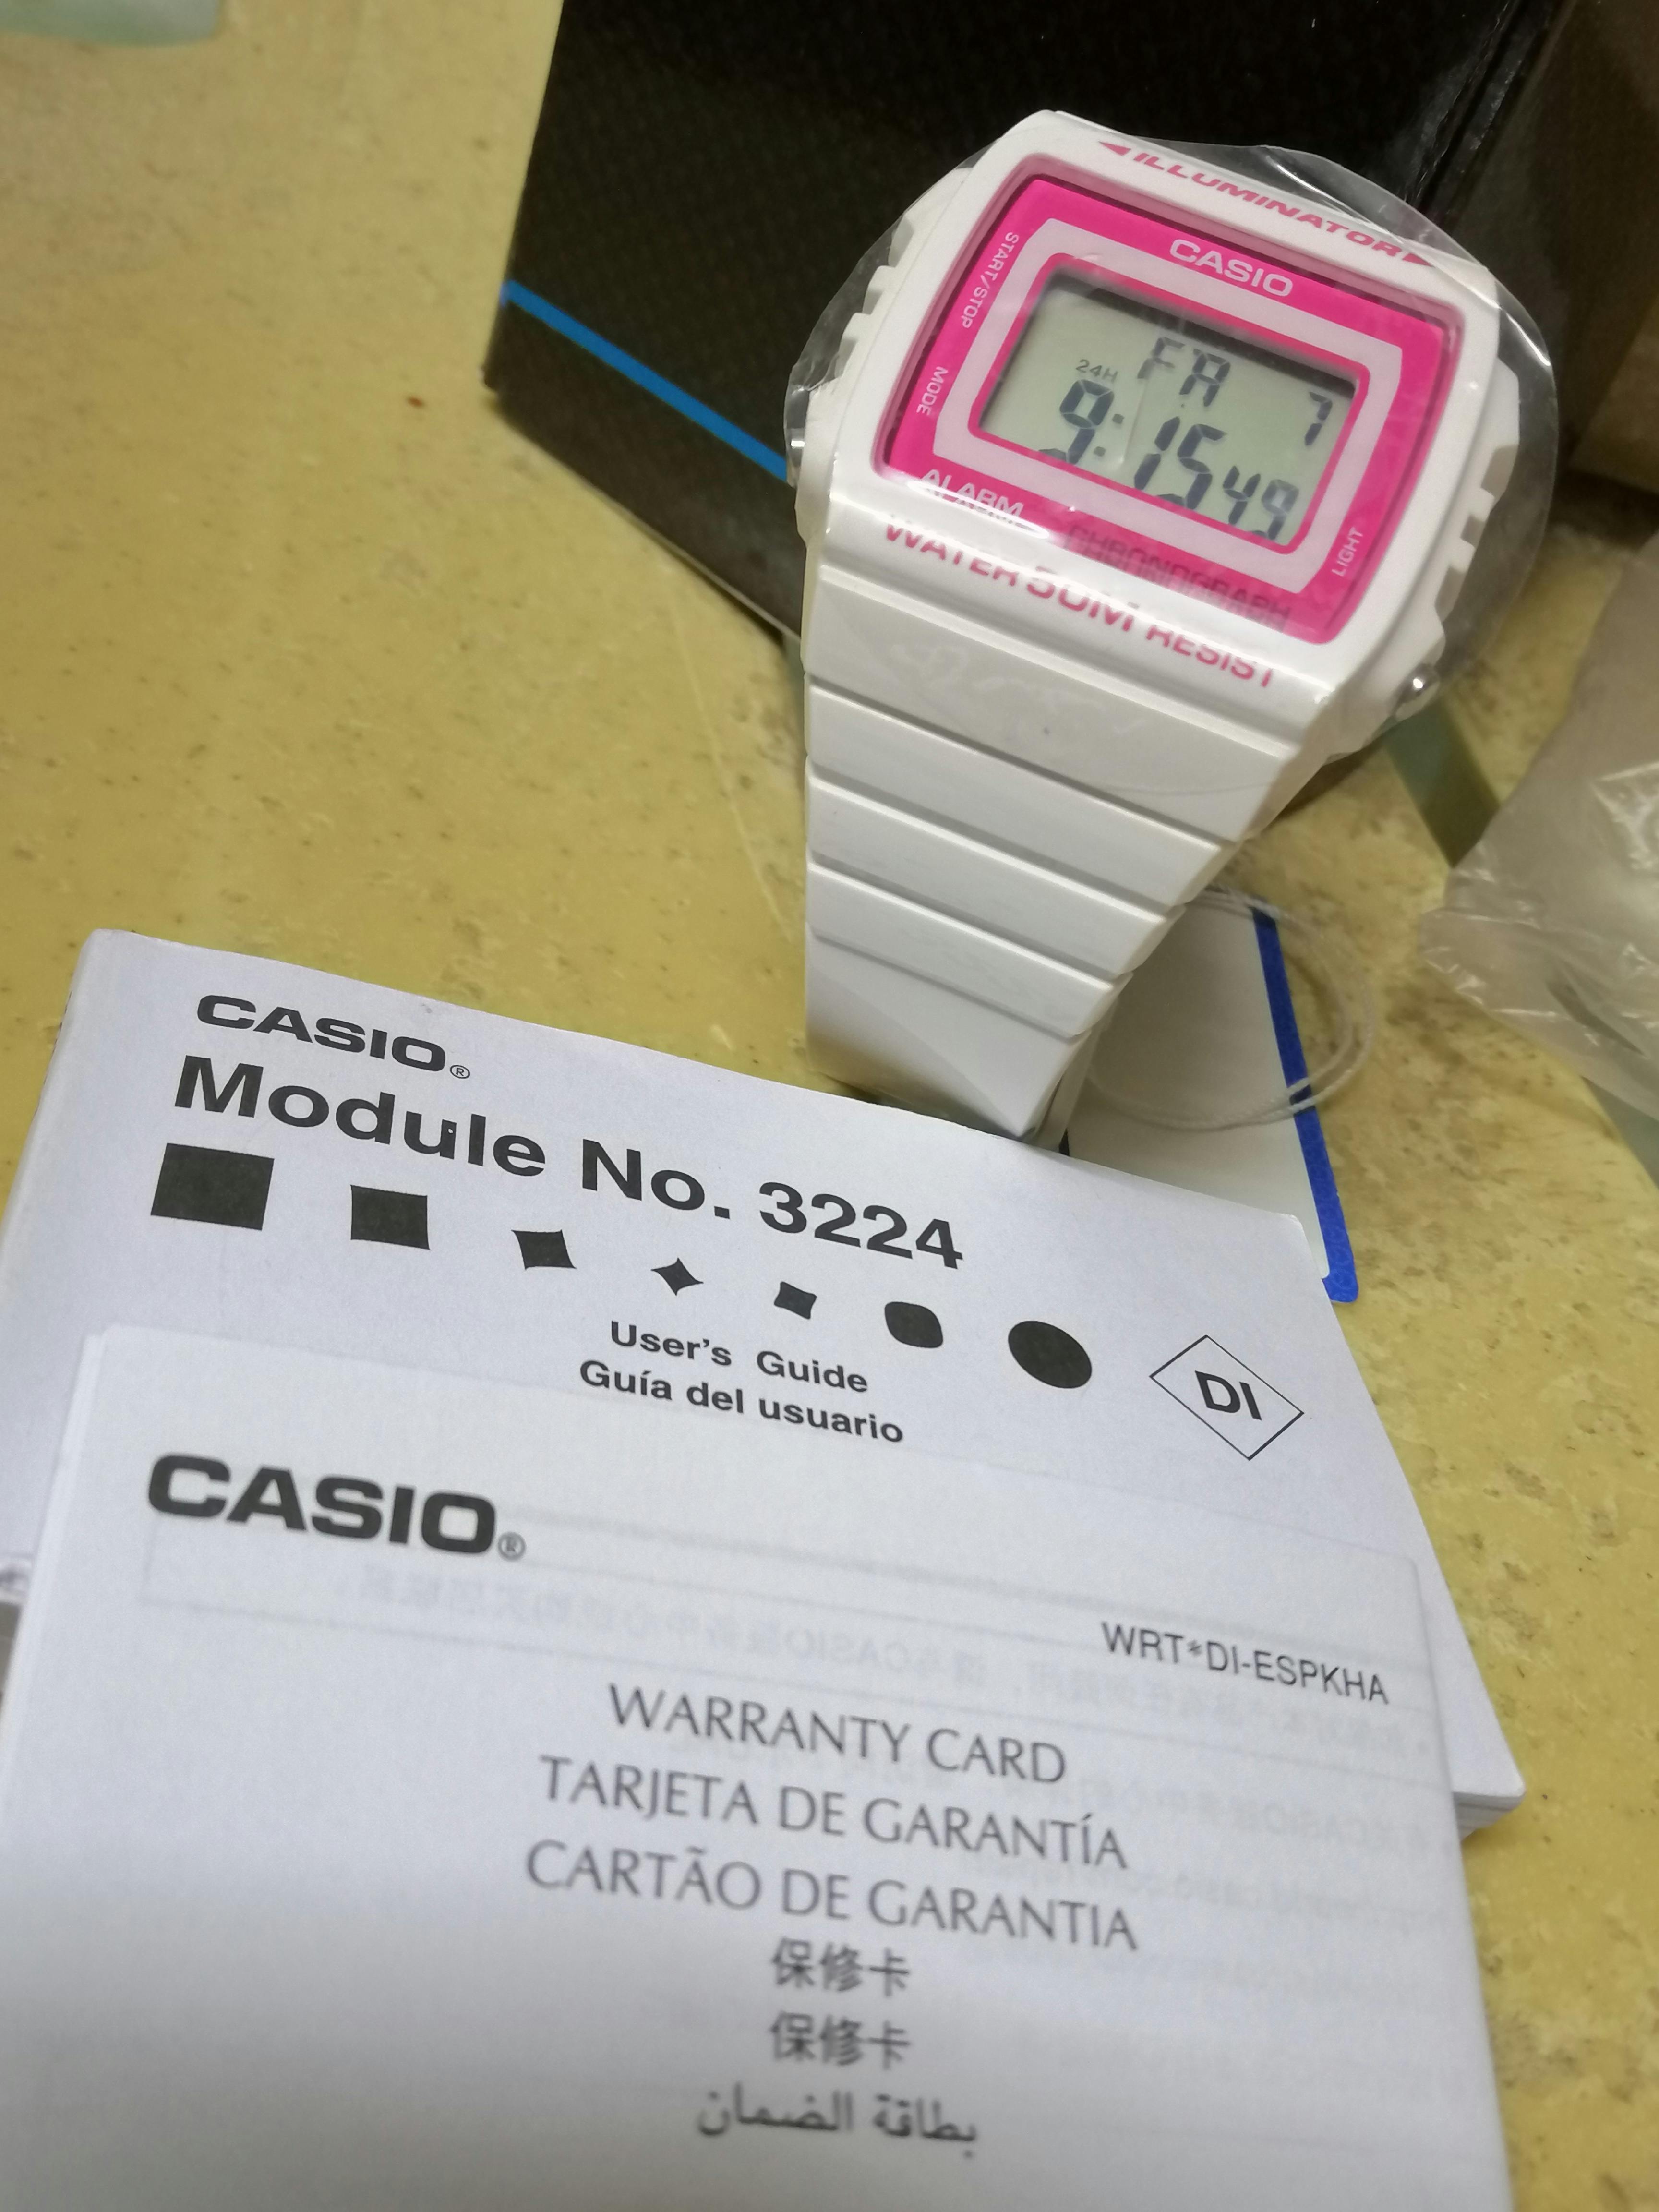 ILLUMINATOR
CASIO
START/STOP
MODE
24H
FR 7
9:15 49
ALARM CHRONOGRAPH
LIGHT
WATER 50M RESIST
CASIO®
Module No. 3224
User's Guide
Guía del usuario
DI
CASIO®
WRT*DI-ESPKHA
WARRANTY CARD
TARJETA DE GARANTÍA
CARTÃO DE GARANTIA
保修卡
保修卡
بطاقة الضمان